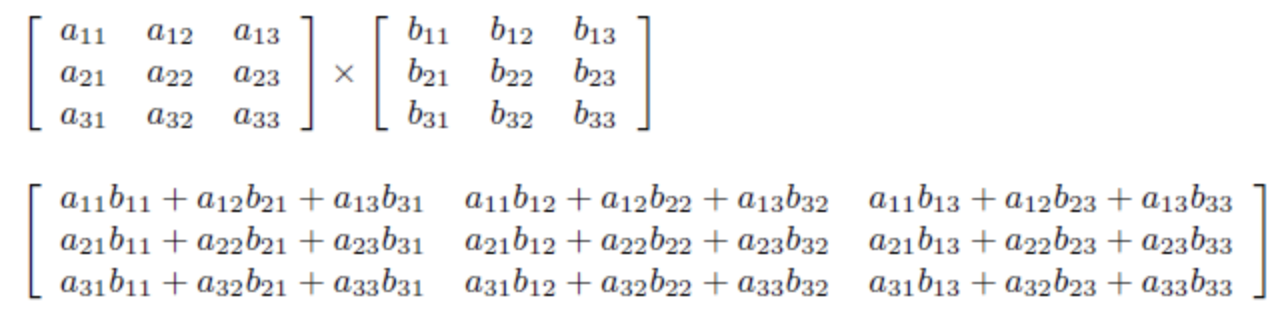 a11 a12 a13 b11 b12 b13
a21 a22 a23 × b21 b22 b23
a31 a32 a33 b31 b32 b33
a11b11 + a12b21 + a13b31 a11b12 + a12b22 + a13b32 a11b13 + a12b23 + a13b33
a21b11 + a22b21 + a23b31 a21b12 + a22b22 + a23b32 a21b13 + a22b23 + a23b33
a31b11 + a32b21 + a33b31 a31b12 + a32b22 + a33b32 a31b13 + a32b23 + a33b33